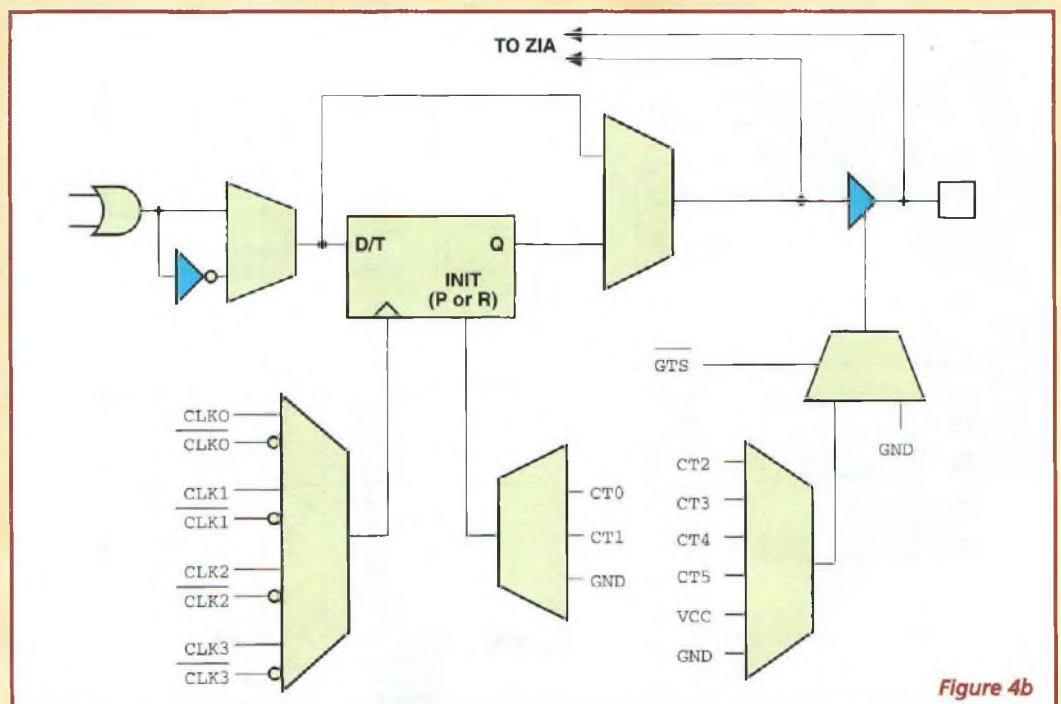 TO ZIA
D/T Q
INIT
(P or R)
GTS
GND
CLK0
CLK0
CLK1
CLK1
CLK2
CLK2
CLK3
CLK3
CT0
CT1
GND
CT2
CT3
CT4
CT5
VCC
GND
Figure 4b